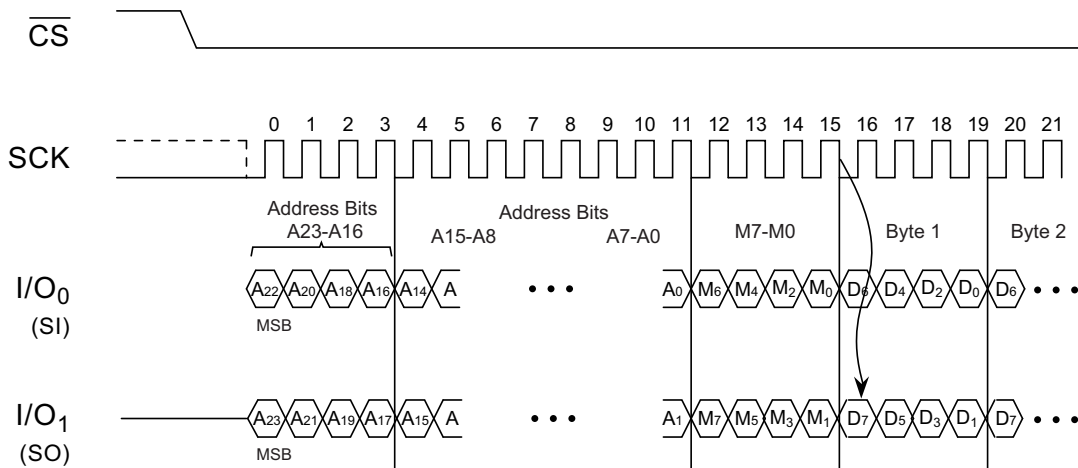 CS
0 1 2 3 4 5 6 7 8 9 10 11 12 13 14 15 16 17 18 19 20 21
SCK
Address Bits
A23-A16
Address Bits
A15-A8 A7-A0 M7-M0 Byte 1 Byte 2
I/O0 A22 A20 A18 A16 A14 A • • • A0 M6 M4 M2 M0 D6 D4 D2 D0 D6 • • •
(SI) MSB
I/O1 A23 A21 A19 A17 A15 A • • • A1 M7 M5 M3 M1 D7 D5 D3 D1 D7 • • •
(SO) MSB